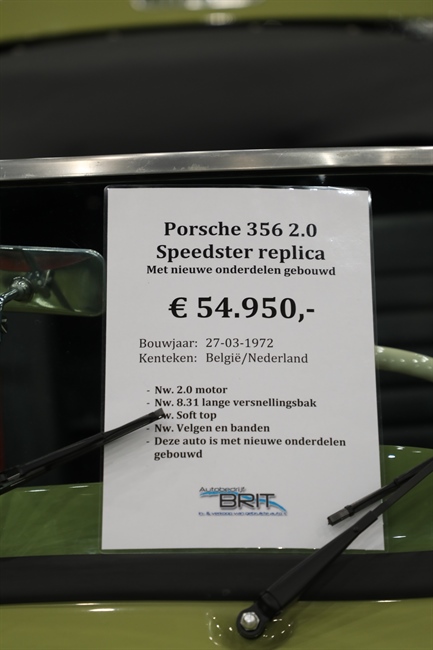 Porsche 356 2.0
Speedster replica
Met nieuwe onderdelen gebouwd
€ 54.950,-
Bouwjaar: 27-03-1972
Kenteken: België/Nederland
- Nw. 2.0 motor
- Nw. 8.31 lange versnellingsbak
Soft top
- Nw. Velgen en banden
- Deze auto is met nieuwe onderdelen
gebouwd
Autobedrijf
BRIT